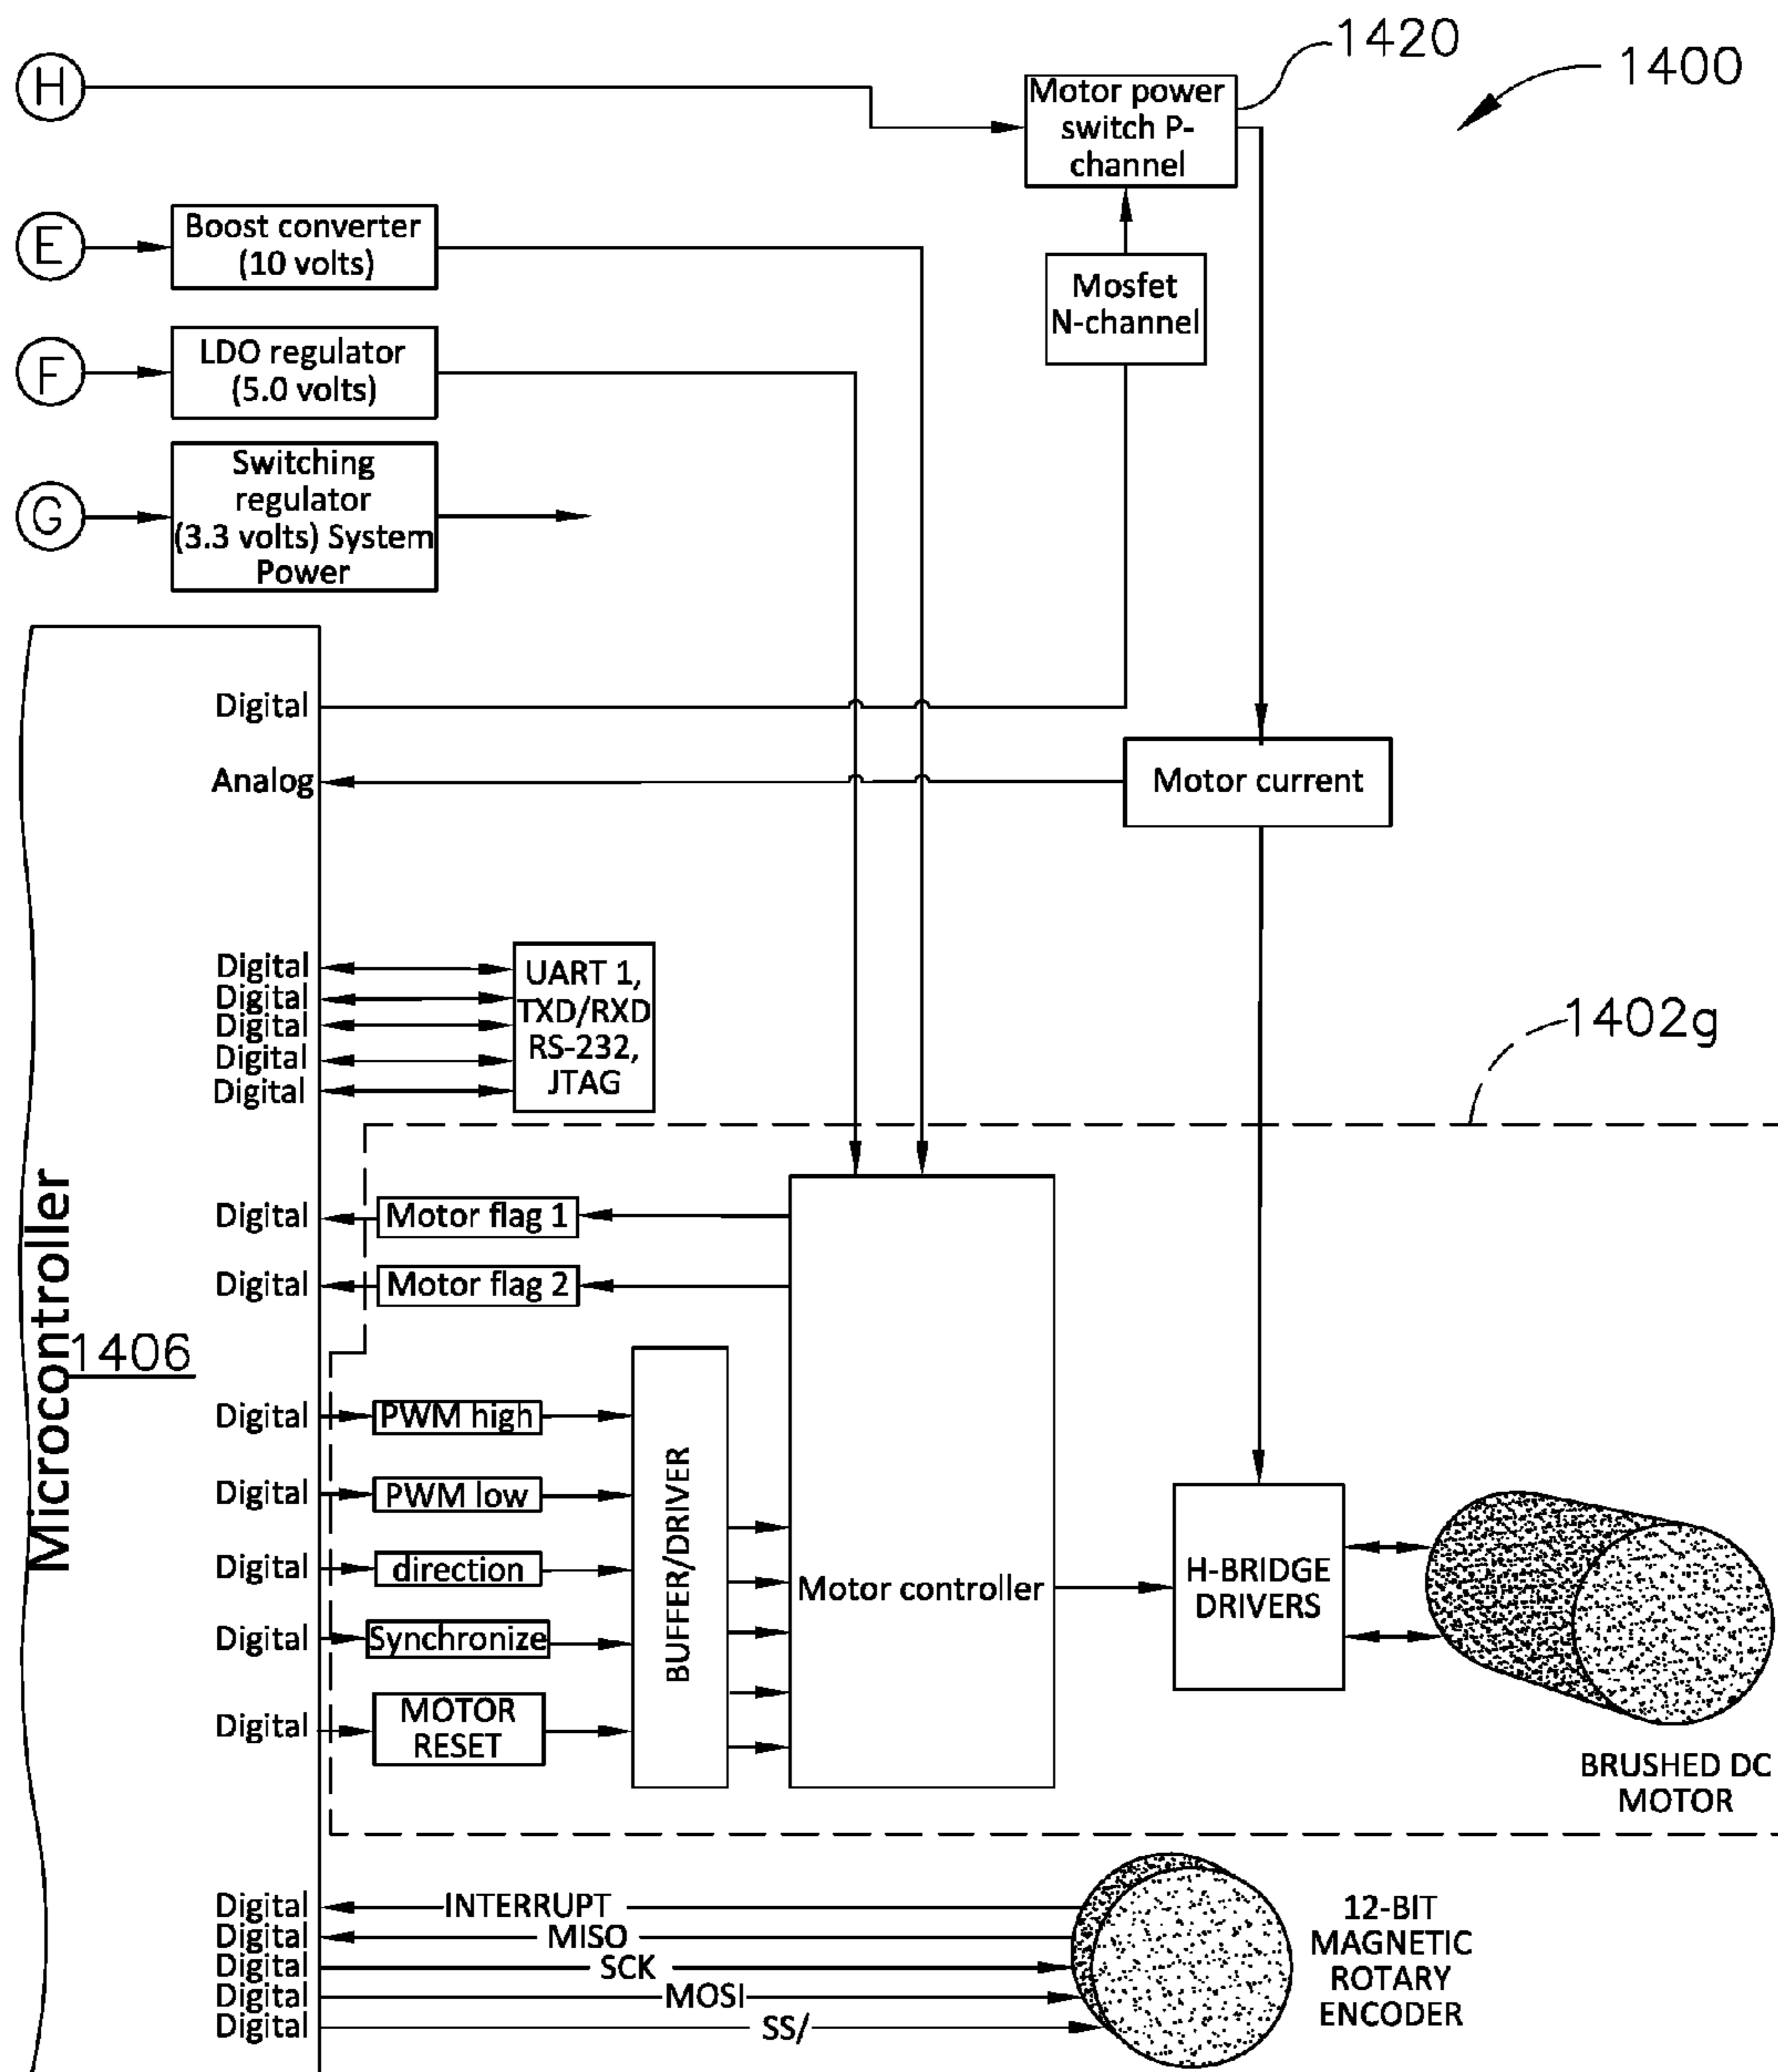 1420
1400
H
Motor power
switch P-
channel
E
Boost converter
(10 volts)
Mosfet
N-channel
F
LDO regulator
(5.0 volts)
G
Switching
regulator
(3.3 volts) System
Power
Digital
Analog
Motor current
Digital
Digital
Digital
Digital
Digital
UART 1,
TXD/RXD
RS-232,
JTAG
1402g
Microcontroller
1406
Digital
Motor flag 1
Digital
Motor flag 2
Digital
PWM high
Digital
PWM low
Digital
direction
Digital
Synchronize
Digital
MOTOR
RESET
BUFFER/DRIVER
Motor controller
H-BRIDGE
DRIVERS
BRUSHED DC
MOTOR
Digital
INTERRUPT
Digital
MISO
Digital
SCK
Digital
MOSI
Digital
SS/
12-BIT
MAGNETIC
ROTARY
ENCODER